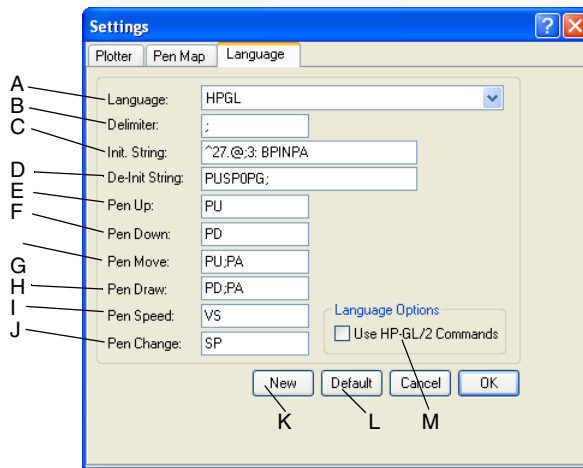 Settings
Plotter Pen Map Language
A
Language: HPGL
B
Delimiter: ;
C
Init. String: ^27.@;3: BPINPA
D
De-Init String: PUSP0PG;
E
Pen Up: PU
F
Pen Down: PD
Pen Move: PU;PA
G
H
Pen Draw: PD;PA
I
Pen Speed: VS
Language Options
Use HP-GL/2 Commands
J
Pen Change: SP
New Default Cancel OK
K L M